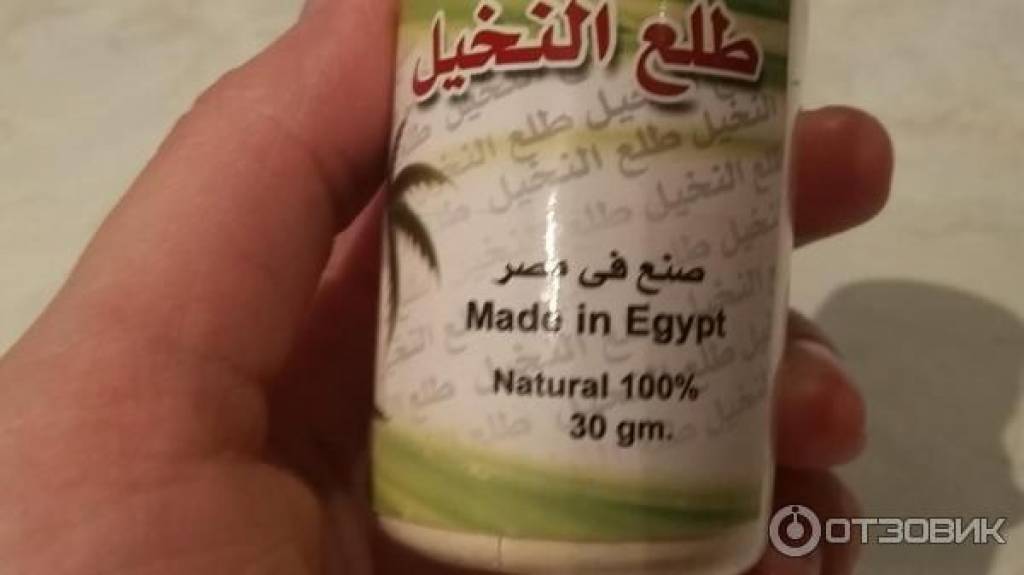 طلع النخيل
صنع فى مصر
Made in Egypt
Natural 100%
30 gm.
ОТЗОВИК